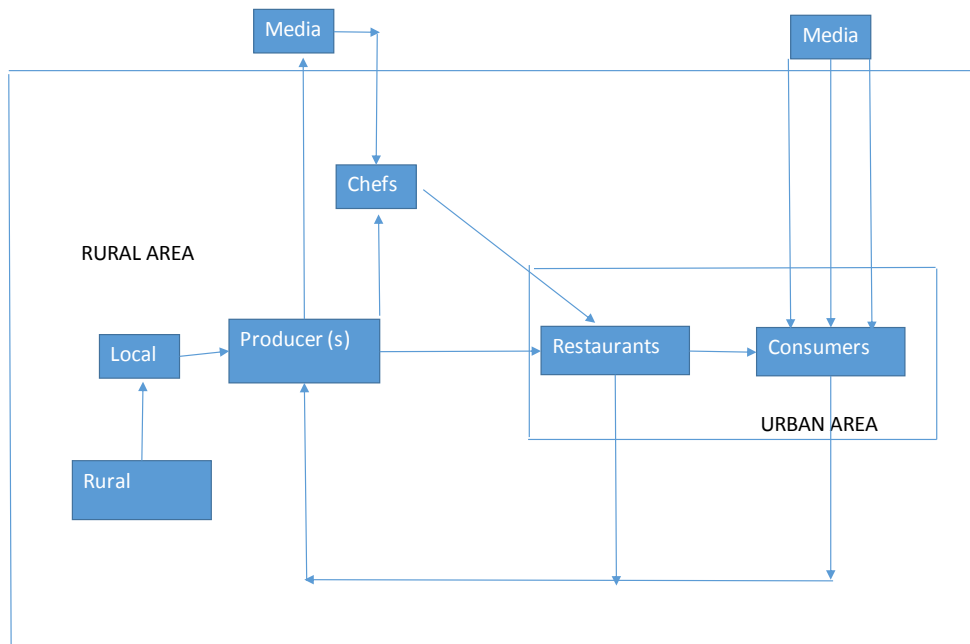 Media
Media
Chefs
RURAL AREA
Producer (s)
Local
Restaurants
Consumers
URBAN AREA
Rural